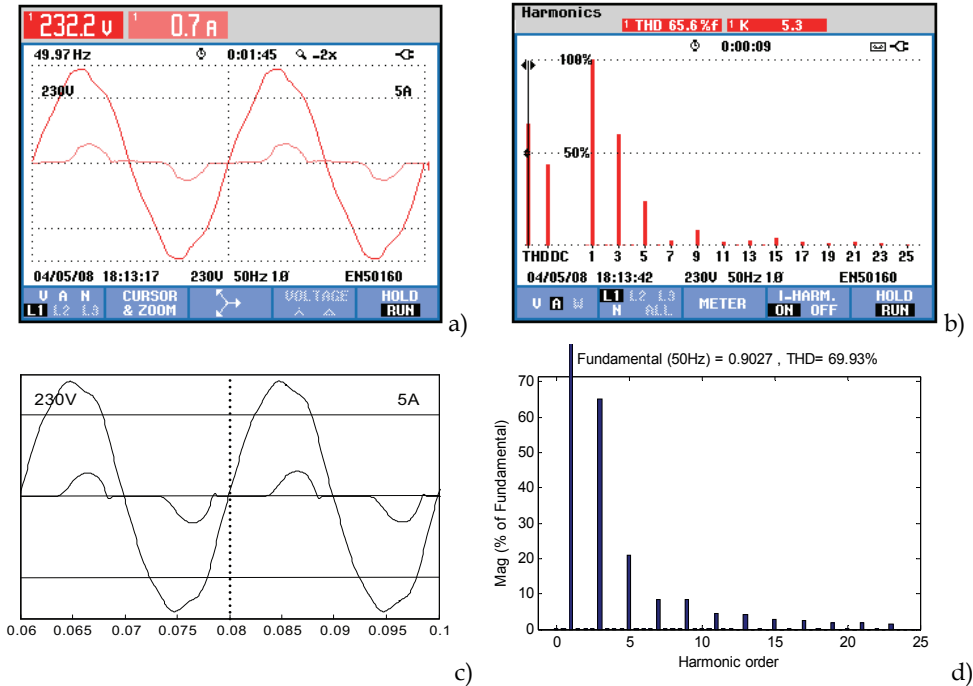 1 232.2 V 1 0.7 A
49.97 Hz 0:01:45 -2x
230V 5A
1
04/05/08 18:13:17 230V 50Hz 1Ø EN50160
V A N CURSOR VOLTAGE HOLD
L1 L2 L3 & ZOOM RUN
a)
Harmonics
1 THD 65.6 %f 1 K 5.3
0:00:09
100%
50%
THD DC 1 3 5 7 9 11 13 15 17 19 21 23 25
04/05/08 18:13:42 230V 50Hz 1Ø EN50160
V A W L1 L2 L3 METER I-HARM. HOLD
N ALL ON OFF RUN
b)
230V 5A
0.06 0.065 0.07 0.075 0.08 0.085 0.09 0.095 0.1
c)
Fundamental (50Hz) = 0.9027 , THD= 69.93%
Mag (% of Fundamental)
70
60
50
40
30
20
10
0
0 5 10 15 20 25
Harmonic order
d)